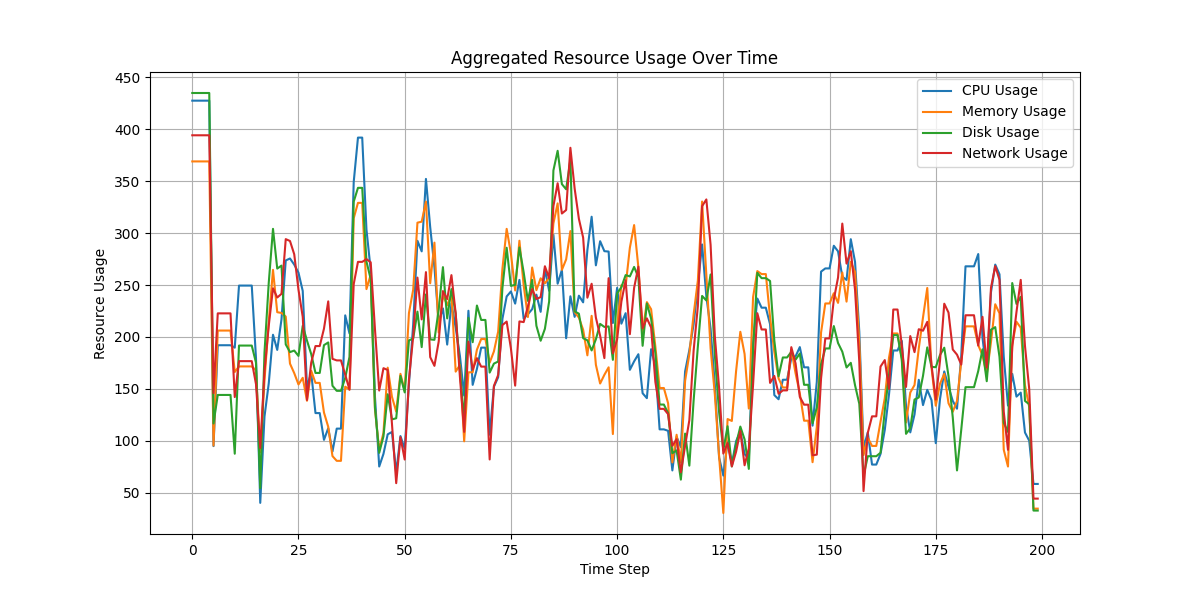 Aggregated Resource Usage Over Time
Resource Usage
450
400
350
300
250
200
150
100
50
CPU Usage
Memory Usage
Disk Usage
Network Usage
0 25 50 75 100 125 150 175 200
Time Step